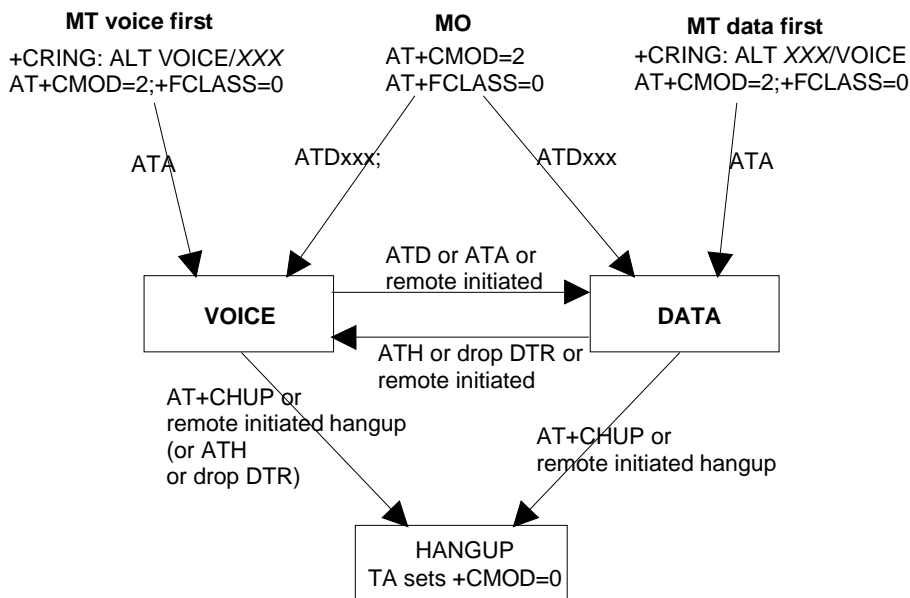 MT voice first
+CRING: ALT VOICE/XXX
AT+CMOD=2;+FCLASS=0
MO
AT+CMOD=2
AT+FCLASS=0
MT data first
+CRING: ALT XXX/VOICE
AT+CMOD=2;+FCLASS=0
ATA
ATDxxx;
ATDxxx
ATA
ATD or ATA or
remote initiated
VOICE
DATA
ATH or drop DTR or
remote initiated
AT+CHUP or
remote initiated hangup
(or ATH
or drop DTR)
AT+CHUP or
remote initiated hangup
HANGUP
TA sets +CMOD=0